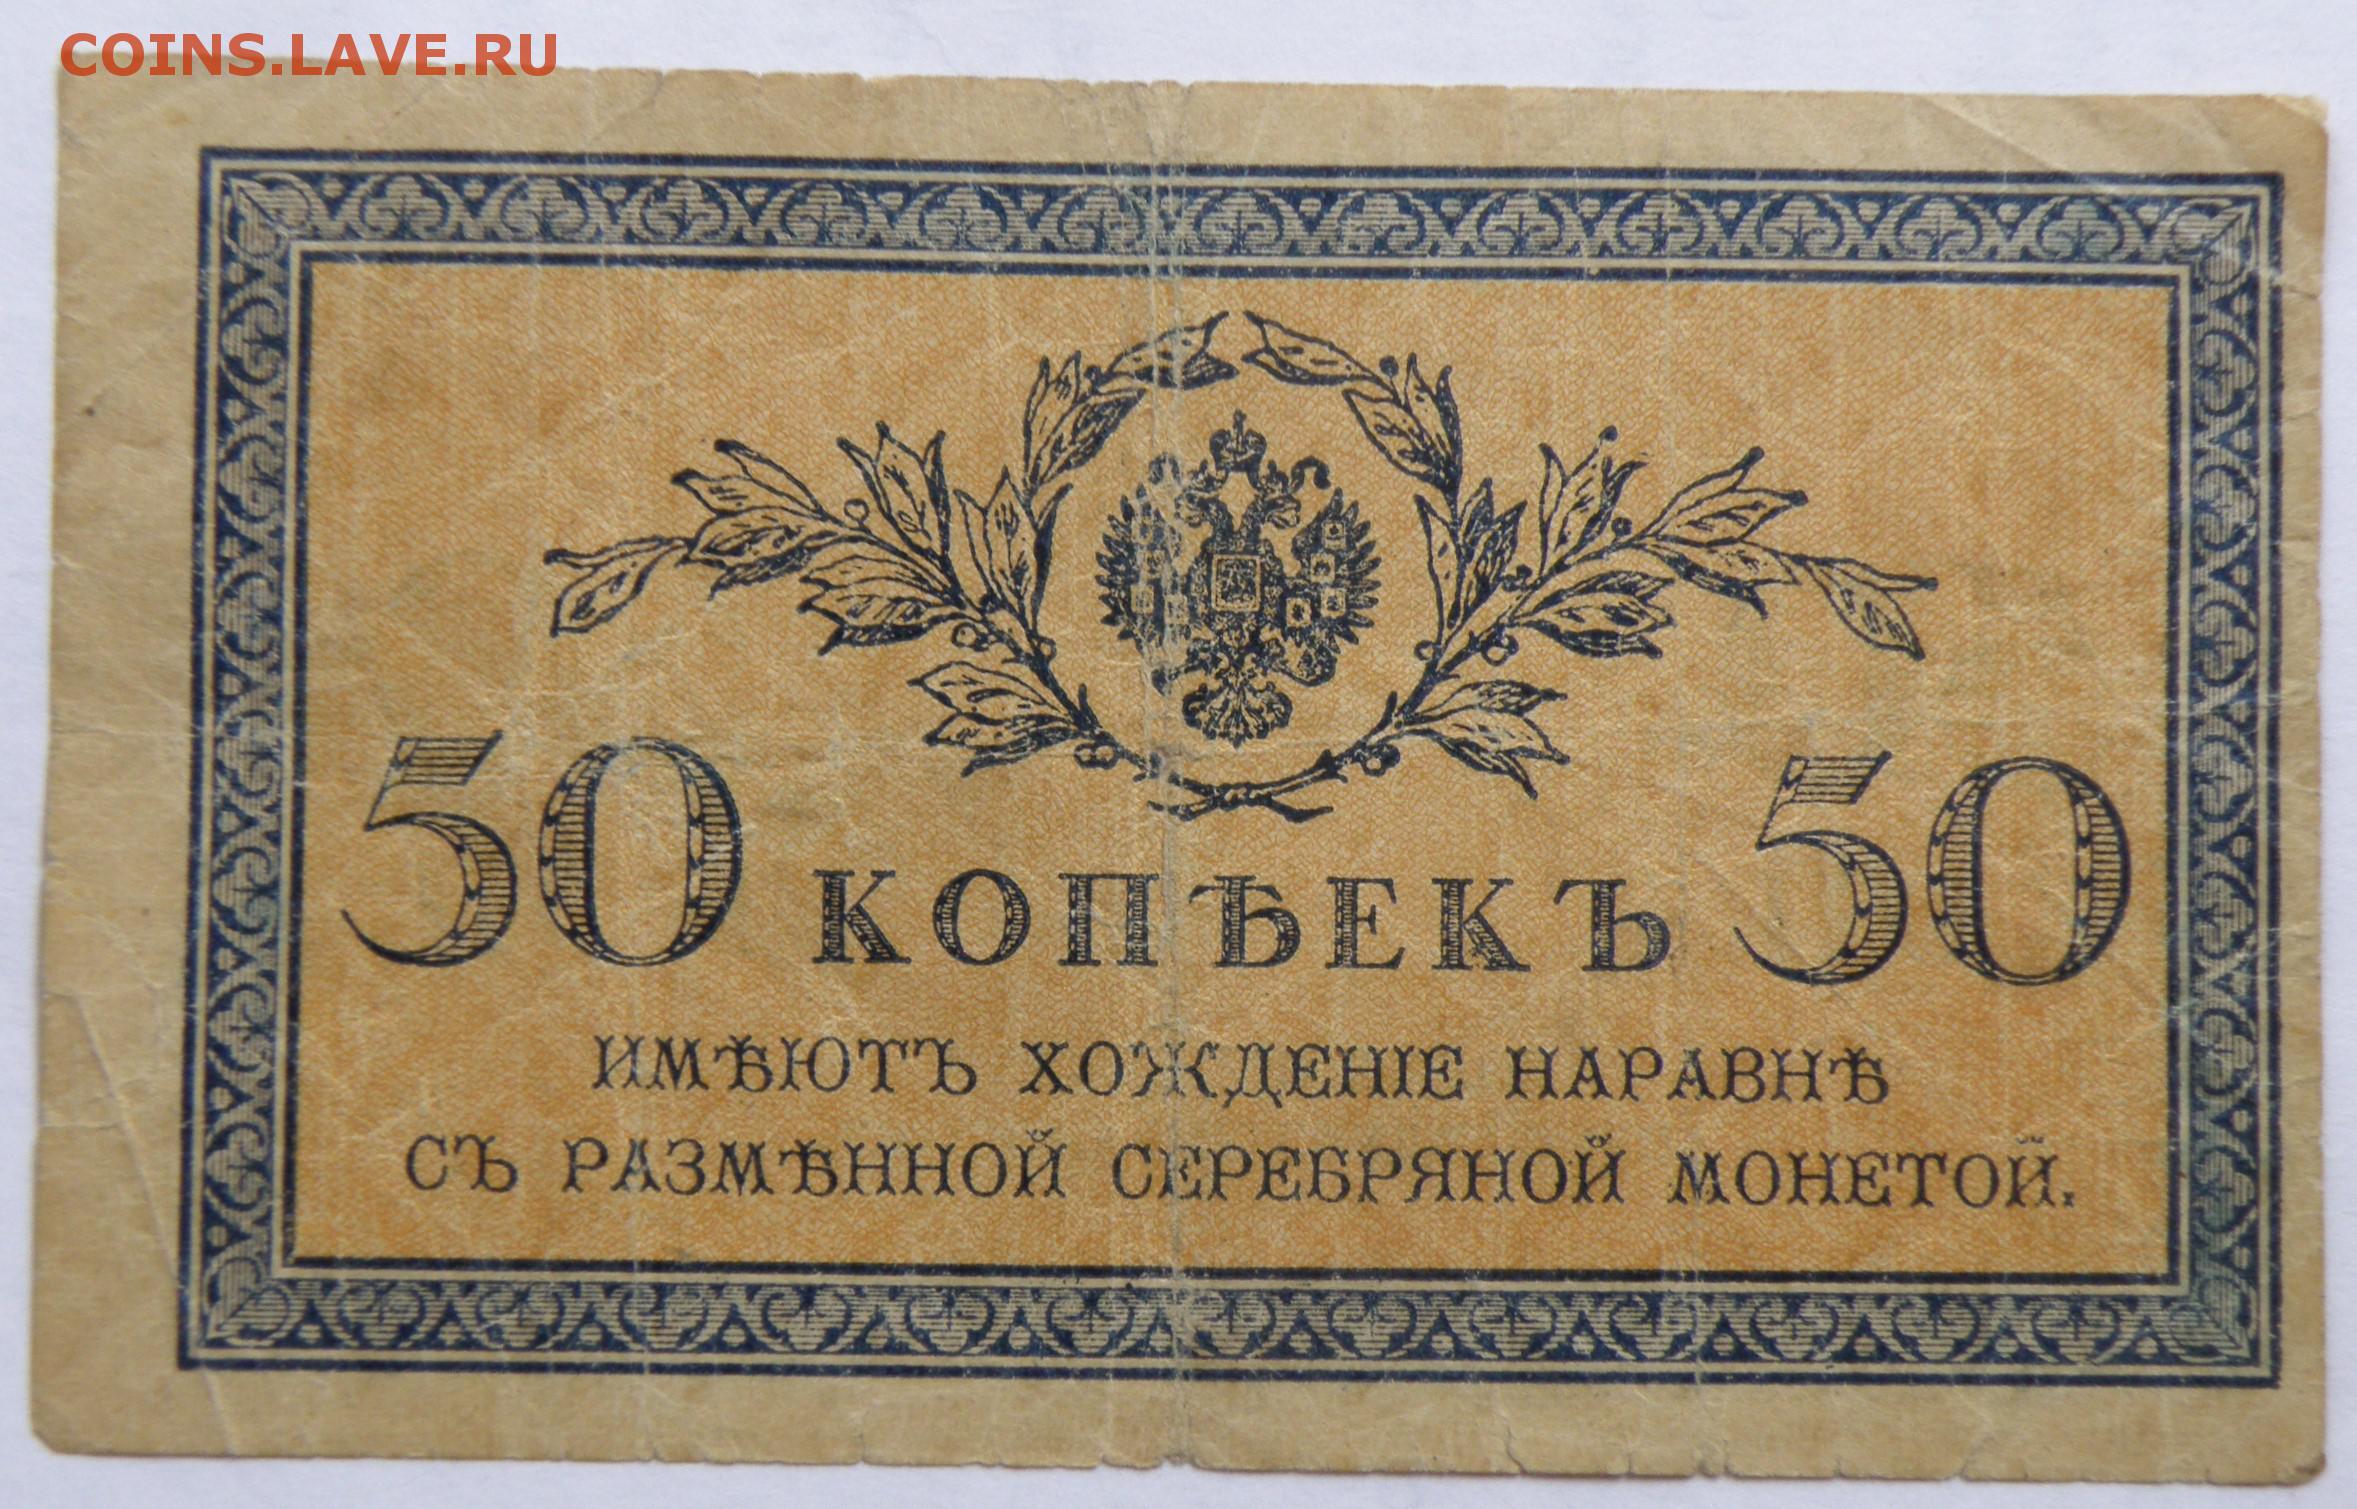 COINS.LAVE.RU
50 КОПѢЕКЪ 50
ИМѢЮТЪ ХОЖДЕНІЕ НАРАВНѢ
СЪ РАЗМѢННОЙ СЕРЕБРЯНОЙ МОНЕТОЙ.